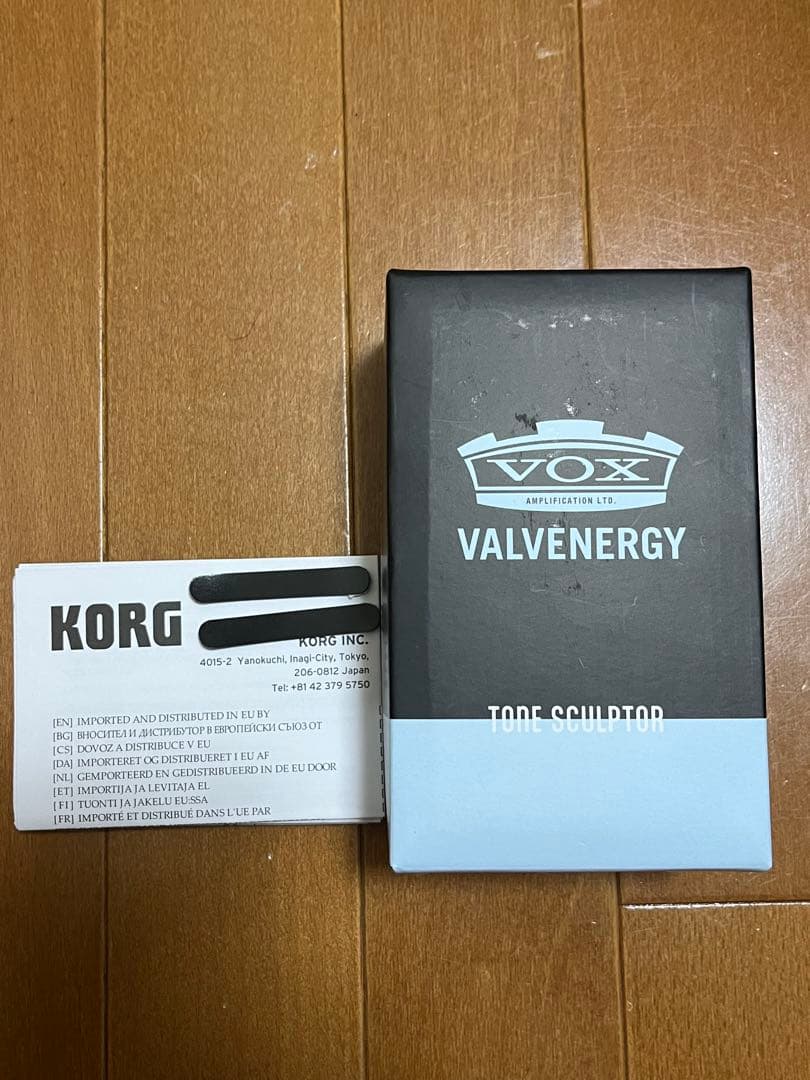 VOX
AMPLIFICATION LTD.
VALVENERGY
TONE SCULPTOR
KORG
KORG INC.
4015-2 Yanokuchi, Inagi-City, Tokyo,
206-0812 Japan
Tel: +81 42 379 5750
[EN] IMPORTED AND DISTRIBUTED IN EU BY
[BG] ВНОСИТЕЛ И ДИСТРИБУТОР В ЕВРОПЕЙСКИ СЪЮЗ ОТ
[CS] DOVOZ A DISTRIBUCE V EU
[DA] IMPORTERET OG DISTRIBUERET I EU AF
[NL] GEMPORTEERD EN GEDISTRIBUEERD IN DE EU DOOR
[ET] IMPORTIJA JA LEVITAJA EL
[FI] TUONTI JA JAKELU EU:SSA
[FR] IMPORTÉ ET DISTRIBUÉ DANS L'UE PAR